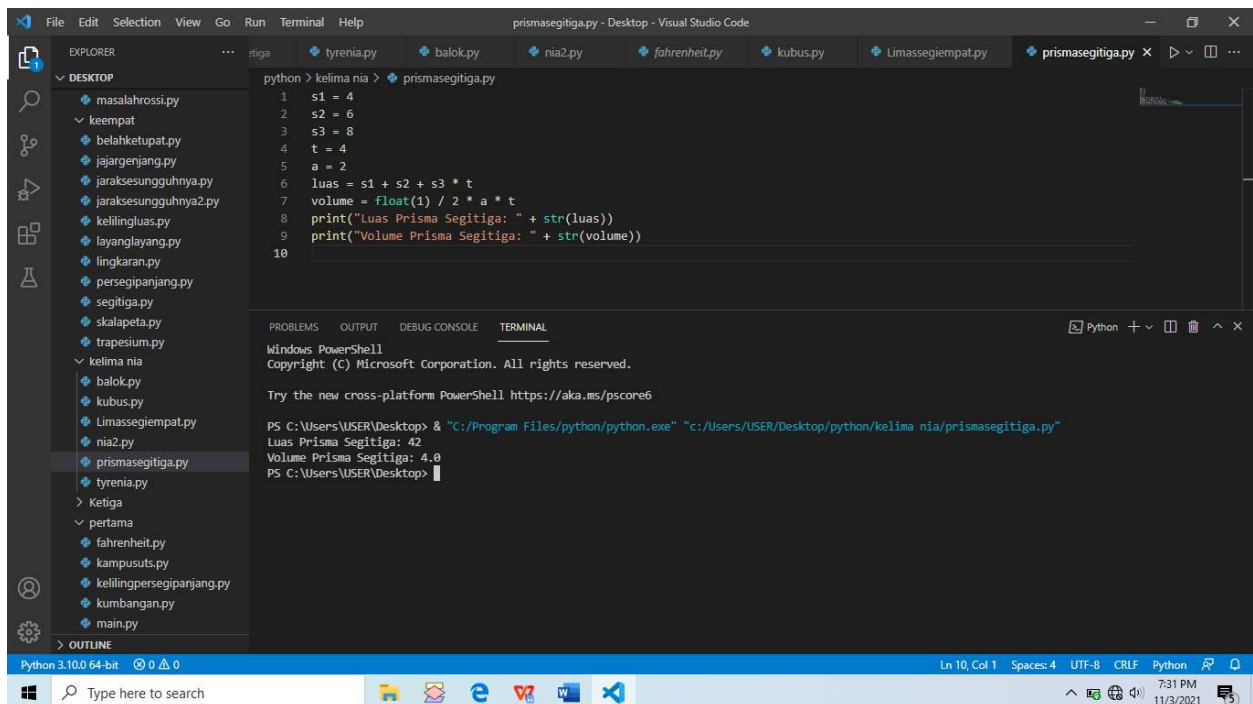 File Edit Selection View Go Run Terminal Help prismasegitiga.py - Desktop - Visual Studio Code
EXPLORER ... etiga tyrenia.py balok.py nia2.py fahrenheit.py kubus.py Limassegiempat.py prismasegitiga.py
DESKTOP
masalahrossi.py
keempat
belahketupat.py
jajargenjang.py
jaraksesungguhnya.py
jaraksesungguhnya2.py
kelilingluas.py
layanglayang.py
lingkaran.py
persegipanjang.py
segitiga.py
skalapeta.py
trapesium.py
kelima nia
balok.py
kubus.py
Limassegiempat.py
nia2.py
prismasegitiga.py
tyrenia.py
Ketiga
pertama
fahrenheit.py
kampusuts.py
kelilingpersegipanjang.py
kumbangan.py
main.py
OUTLINE
python > kelima nia > prismasegitiga.py
1 s1 = 4
2 s2 = 6
3 s3 = 8
4 t = 4
5 a = 2
6 luas = s1 + s2 + s3 * t
7 volume = float(1) / 2 * a * t
8 print("Luas Prisma Segitiga: " + str(luas))
9 print("Volume Prisma Segitiga: " + str(volume))
10
PROBLEMS OUTPUT DEBUG CONSOLE TERMINAL Python
Windows PowerShell
Copyright (C) Microsoft Corporation. All rights reserved.
Try the new cross-platform PowerShell https://aka.ms/pscore6
PS C:\Users\USER\Desktop> & "C:/Program Files/python/python.exe" "c:/Users/USER/Desktop/python/kelima nia/prismasegitiga.py"
Luas Prisma Segitiga: 42
Volume Prisma Segitiga: 4.0
PS C:\Users\USER\Desktop>
Python 3.10.0 64-bit 0 0 Ln 10, Col 1 Spaces: 4 UTF-8 CRLF Python
Type here to search 7:31 PM
11/3/2021